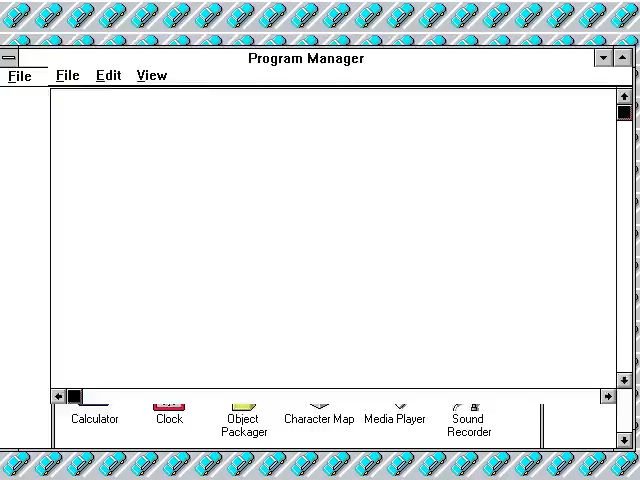 Program Manager
File File Edit View
Calculator Clock Object Packager Character Map Media Player Sound Recorder